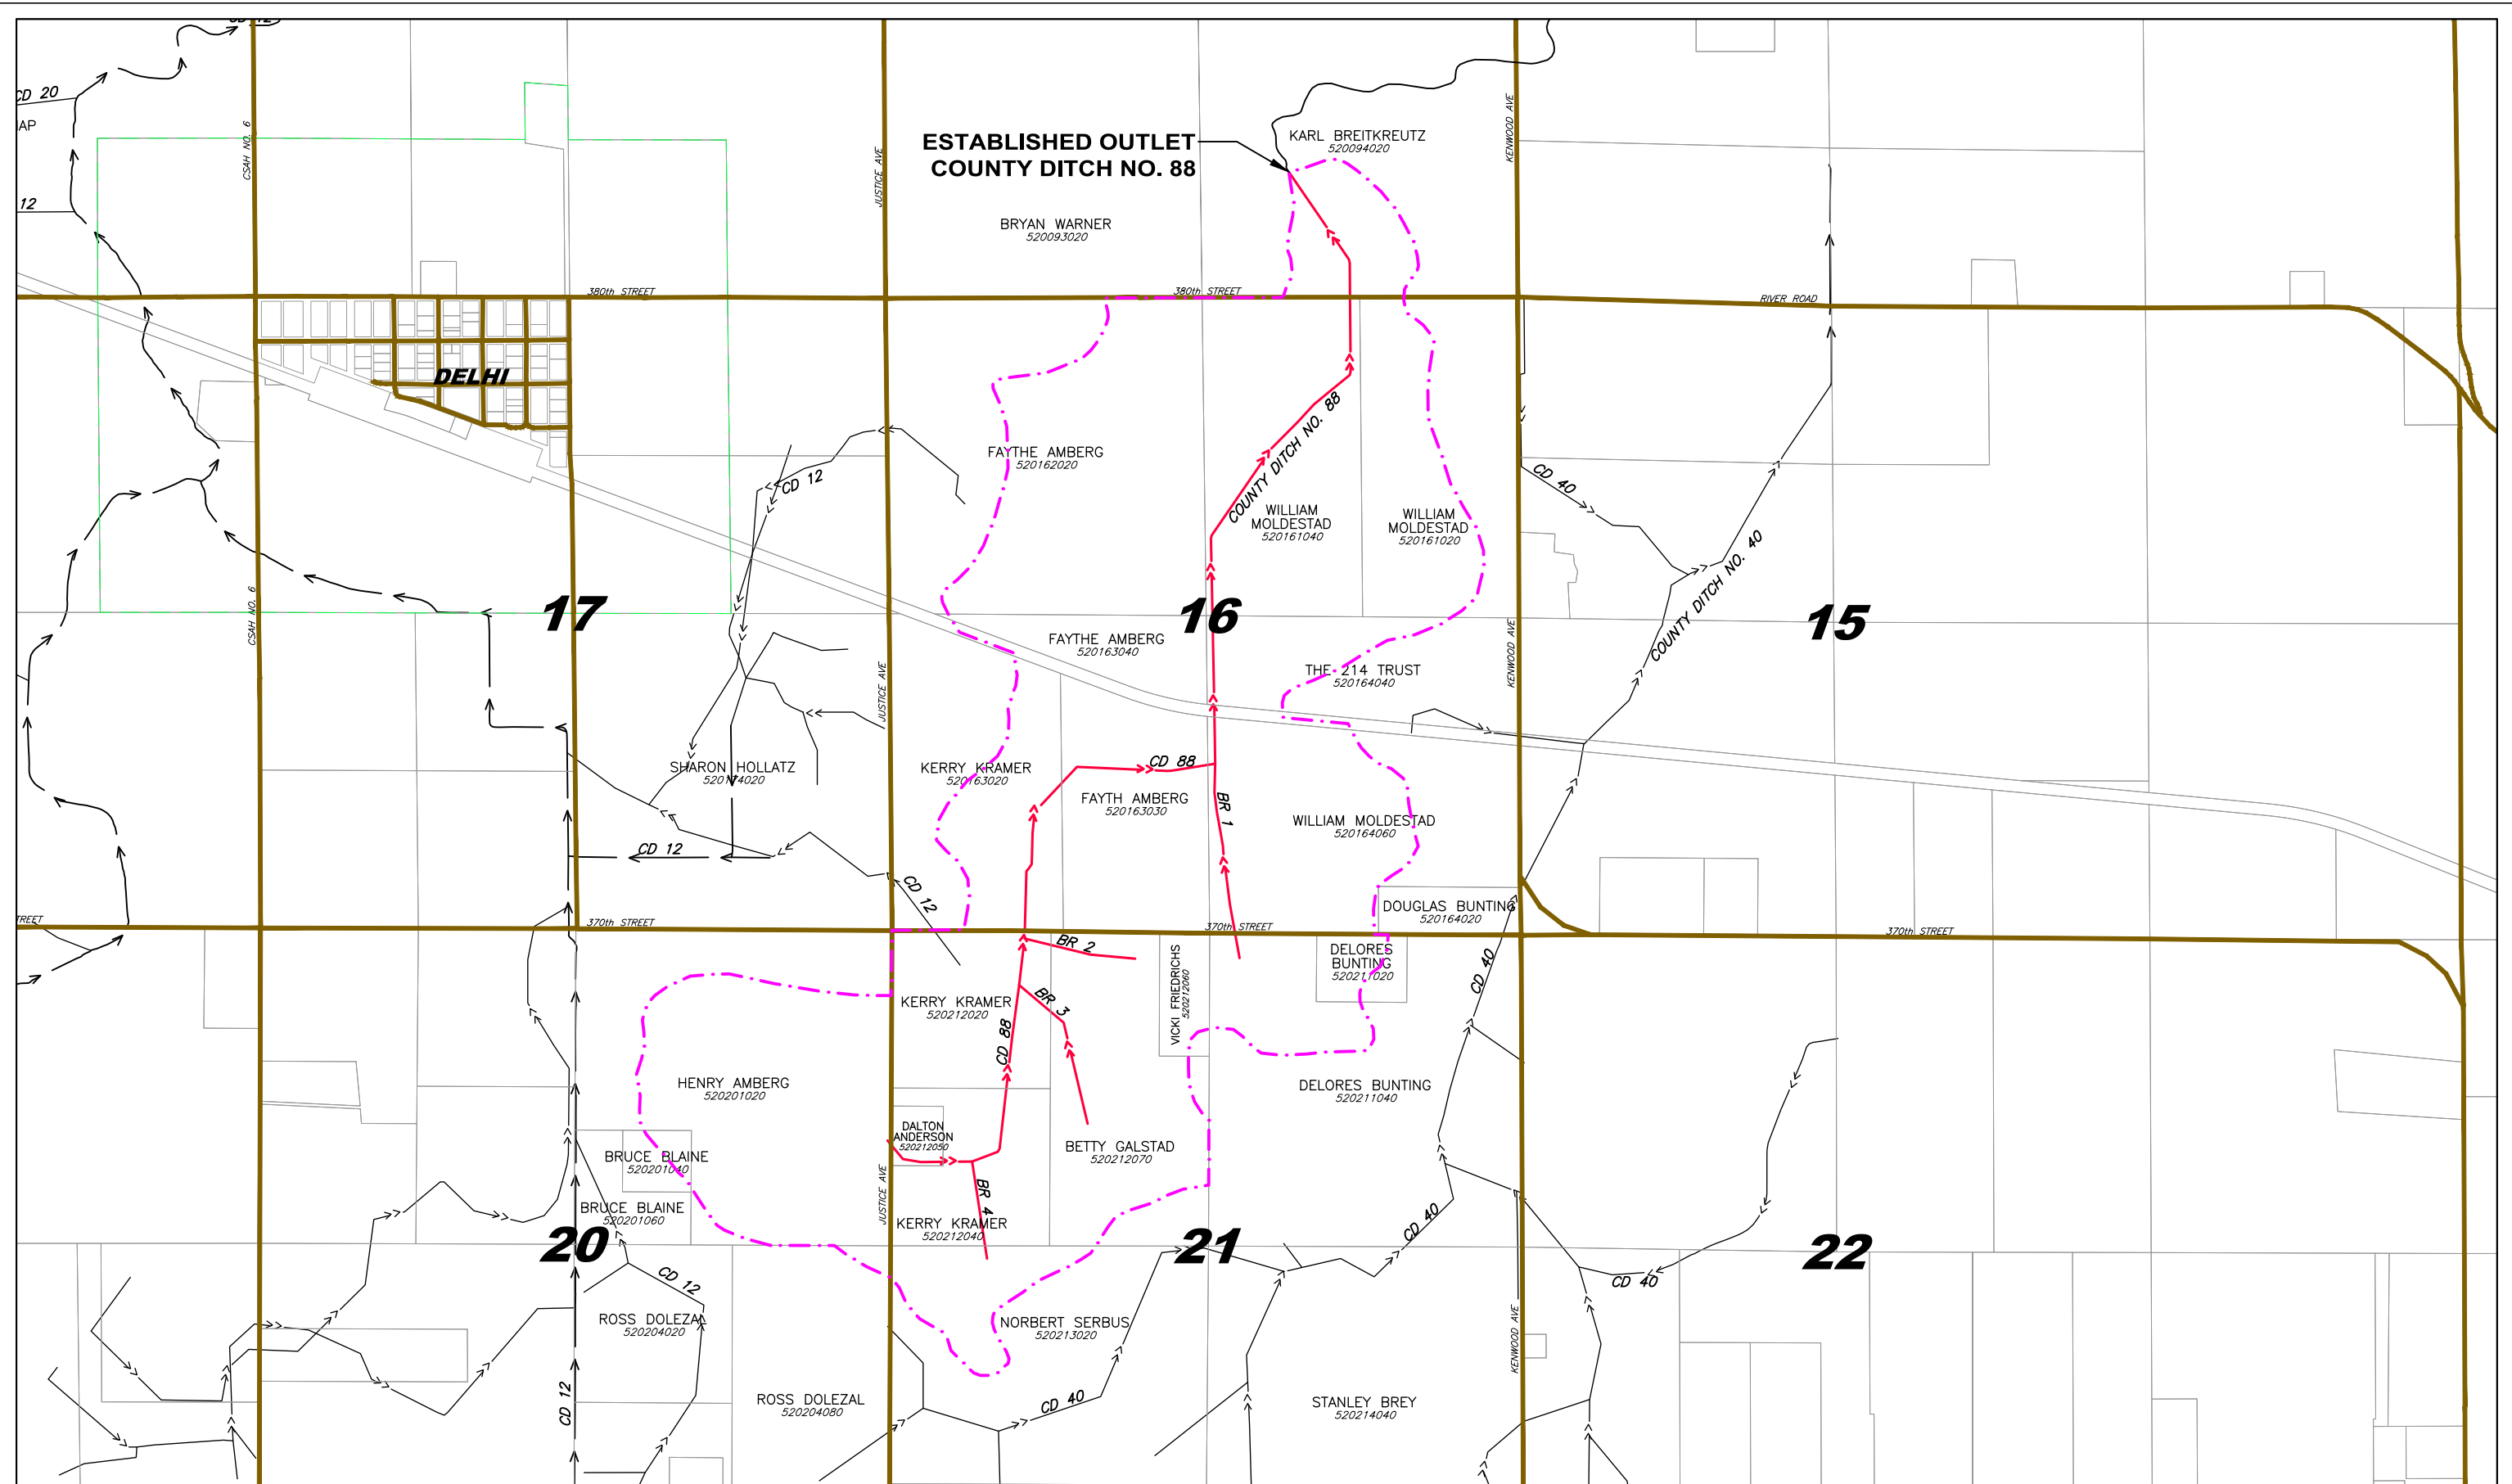 CD 12
CD 20
IAP
12
CSAH NO. 6
JUSTICE AVE
KENWOOD AVE
ESTABLISHED OUTLET
COUNTY DITCH NO. 88
KARL BREITKREUTZ
520094020
BRYAN WARNER
520093020
380th STREET
380th STREET
RIVER ROAD
DELHI
FAYTHE AMBERG
520162020
CD 12
COUNTY DITCH NO. 88
WILLIAM
MOLDESTAD
520161040
WILLIAM
MOLDESTAD
520161020
CD 40
COUNTY DITCH NO. 40
17
16
15
CSAH NO. 6
JUSTICE AVE
KENWOOD AVE
FAYTHE AMBERG
520163040
THE 214 TRUST
520164040
SHARON HOLLATZ
520174020
KERRY KRAMER
520163020
CD 88
FAYTH AMBERG
520163030
BR 1
WILLIAM MOLDESTAD
520164060
CD 12
CD 12
DOUGLAS BUNTING
520164020
TREET
370th STREET
370th STREET
370th STREET
BR 2
VICKI FRIEDRICHS
520212060
DELORES
BUNTING
520211020
CD 40
KERRY KRAMER
520212020
BR 3
CD 88
HENRY AMBERG
520201020
DELORES BUNTING
520211040
DALTON
ANDERSON
520212050
BETTY GALSTAD
520212070
BRUCE BLAINE
520201040
JUSTICE AVE
BR 4
BRUCE BLAINE
520201060
KERRY KRAMER
520212040
CD 40
20
21
22
CD 12
CD 40
ROSS DOLEZAL
520204020
NORBERT SERBUS
520213020
KENWOOD AVE
CD 12
ROSS DOLEZAL
520204080
CD 40
STANLEY BREY
520214040